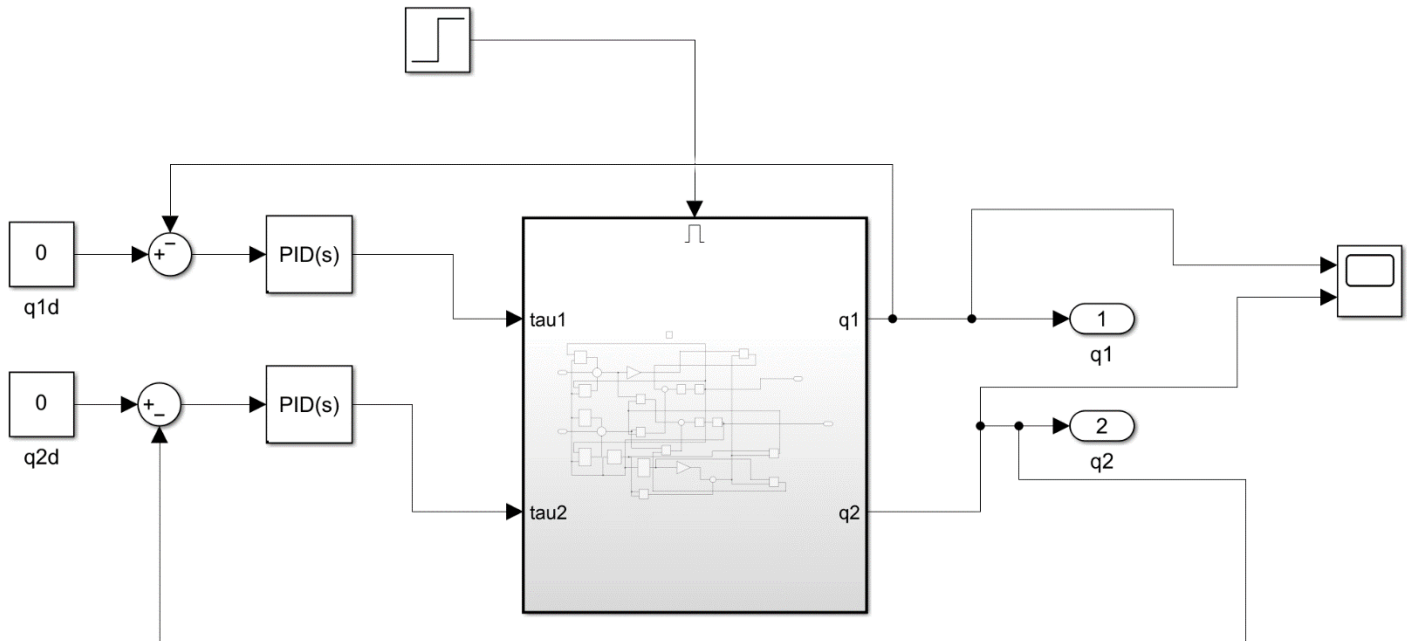 0
q1d
+
−
PID(s)
0
q2d
+
−
PID(s)
tau1
tau2
q1
q2
1
q1
2
q2